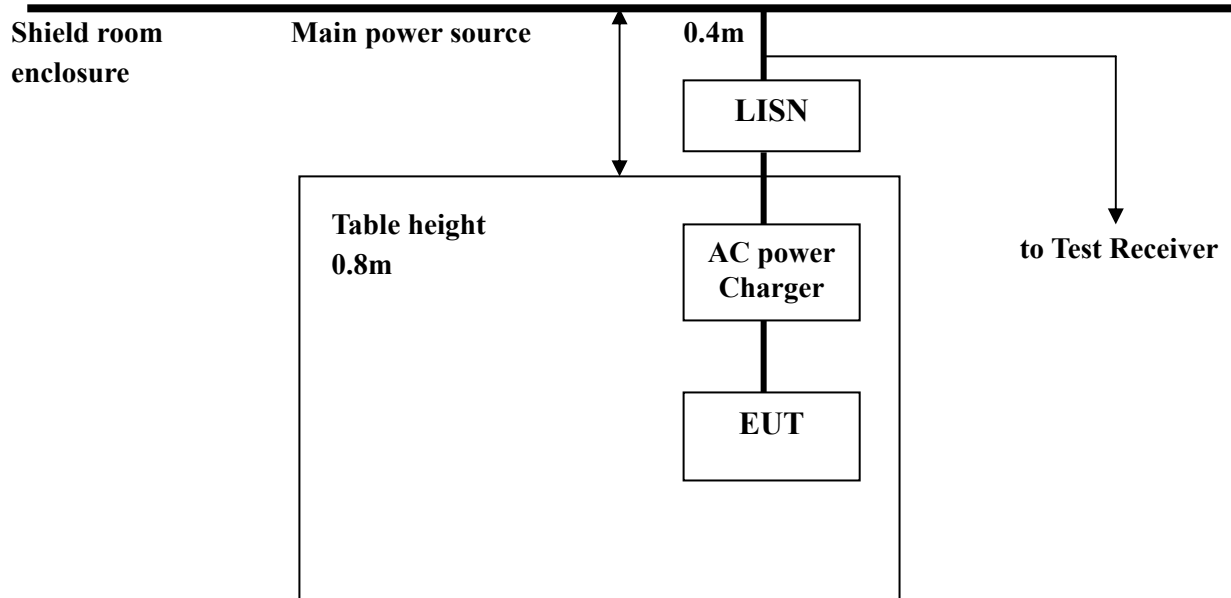 Shield room
enclosure
Main power source
0.4m
LISN
Table height
0.8m
AC power
Charger
to Test Receiver
EUT